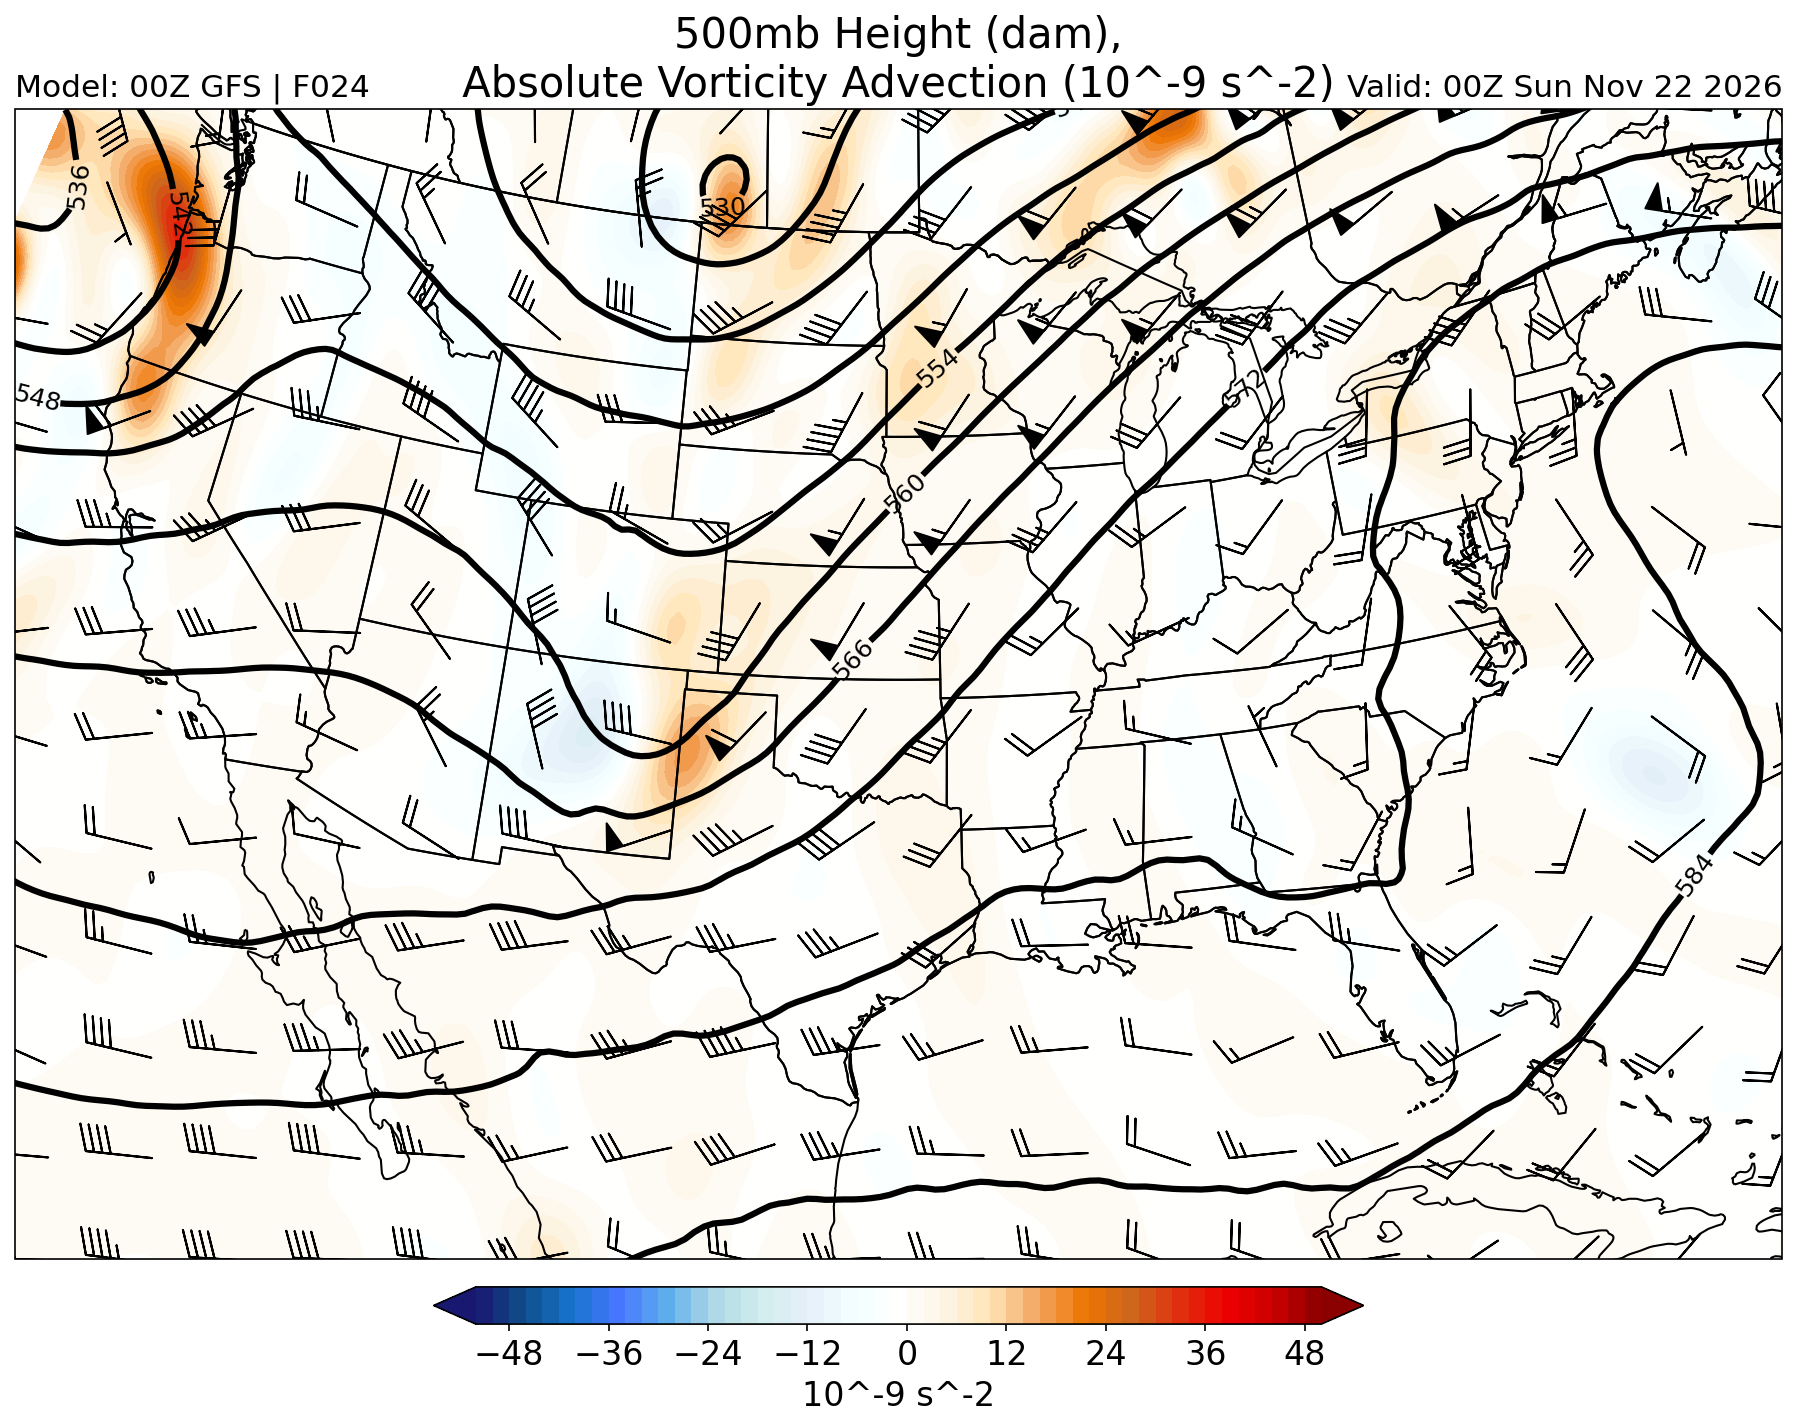 500mb Height (dam),
Model: 00Z GFS | F024
Absolute Vorticity Advection (10^-9 s^-2)
Valid: 00Z Sun Nov 22 2026
536
542
530
548
554
572
560
566
584
−48 −36 −24 −12 0 12 24 36 48
10^-9 s^-2